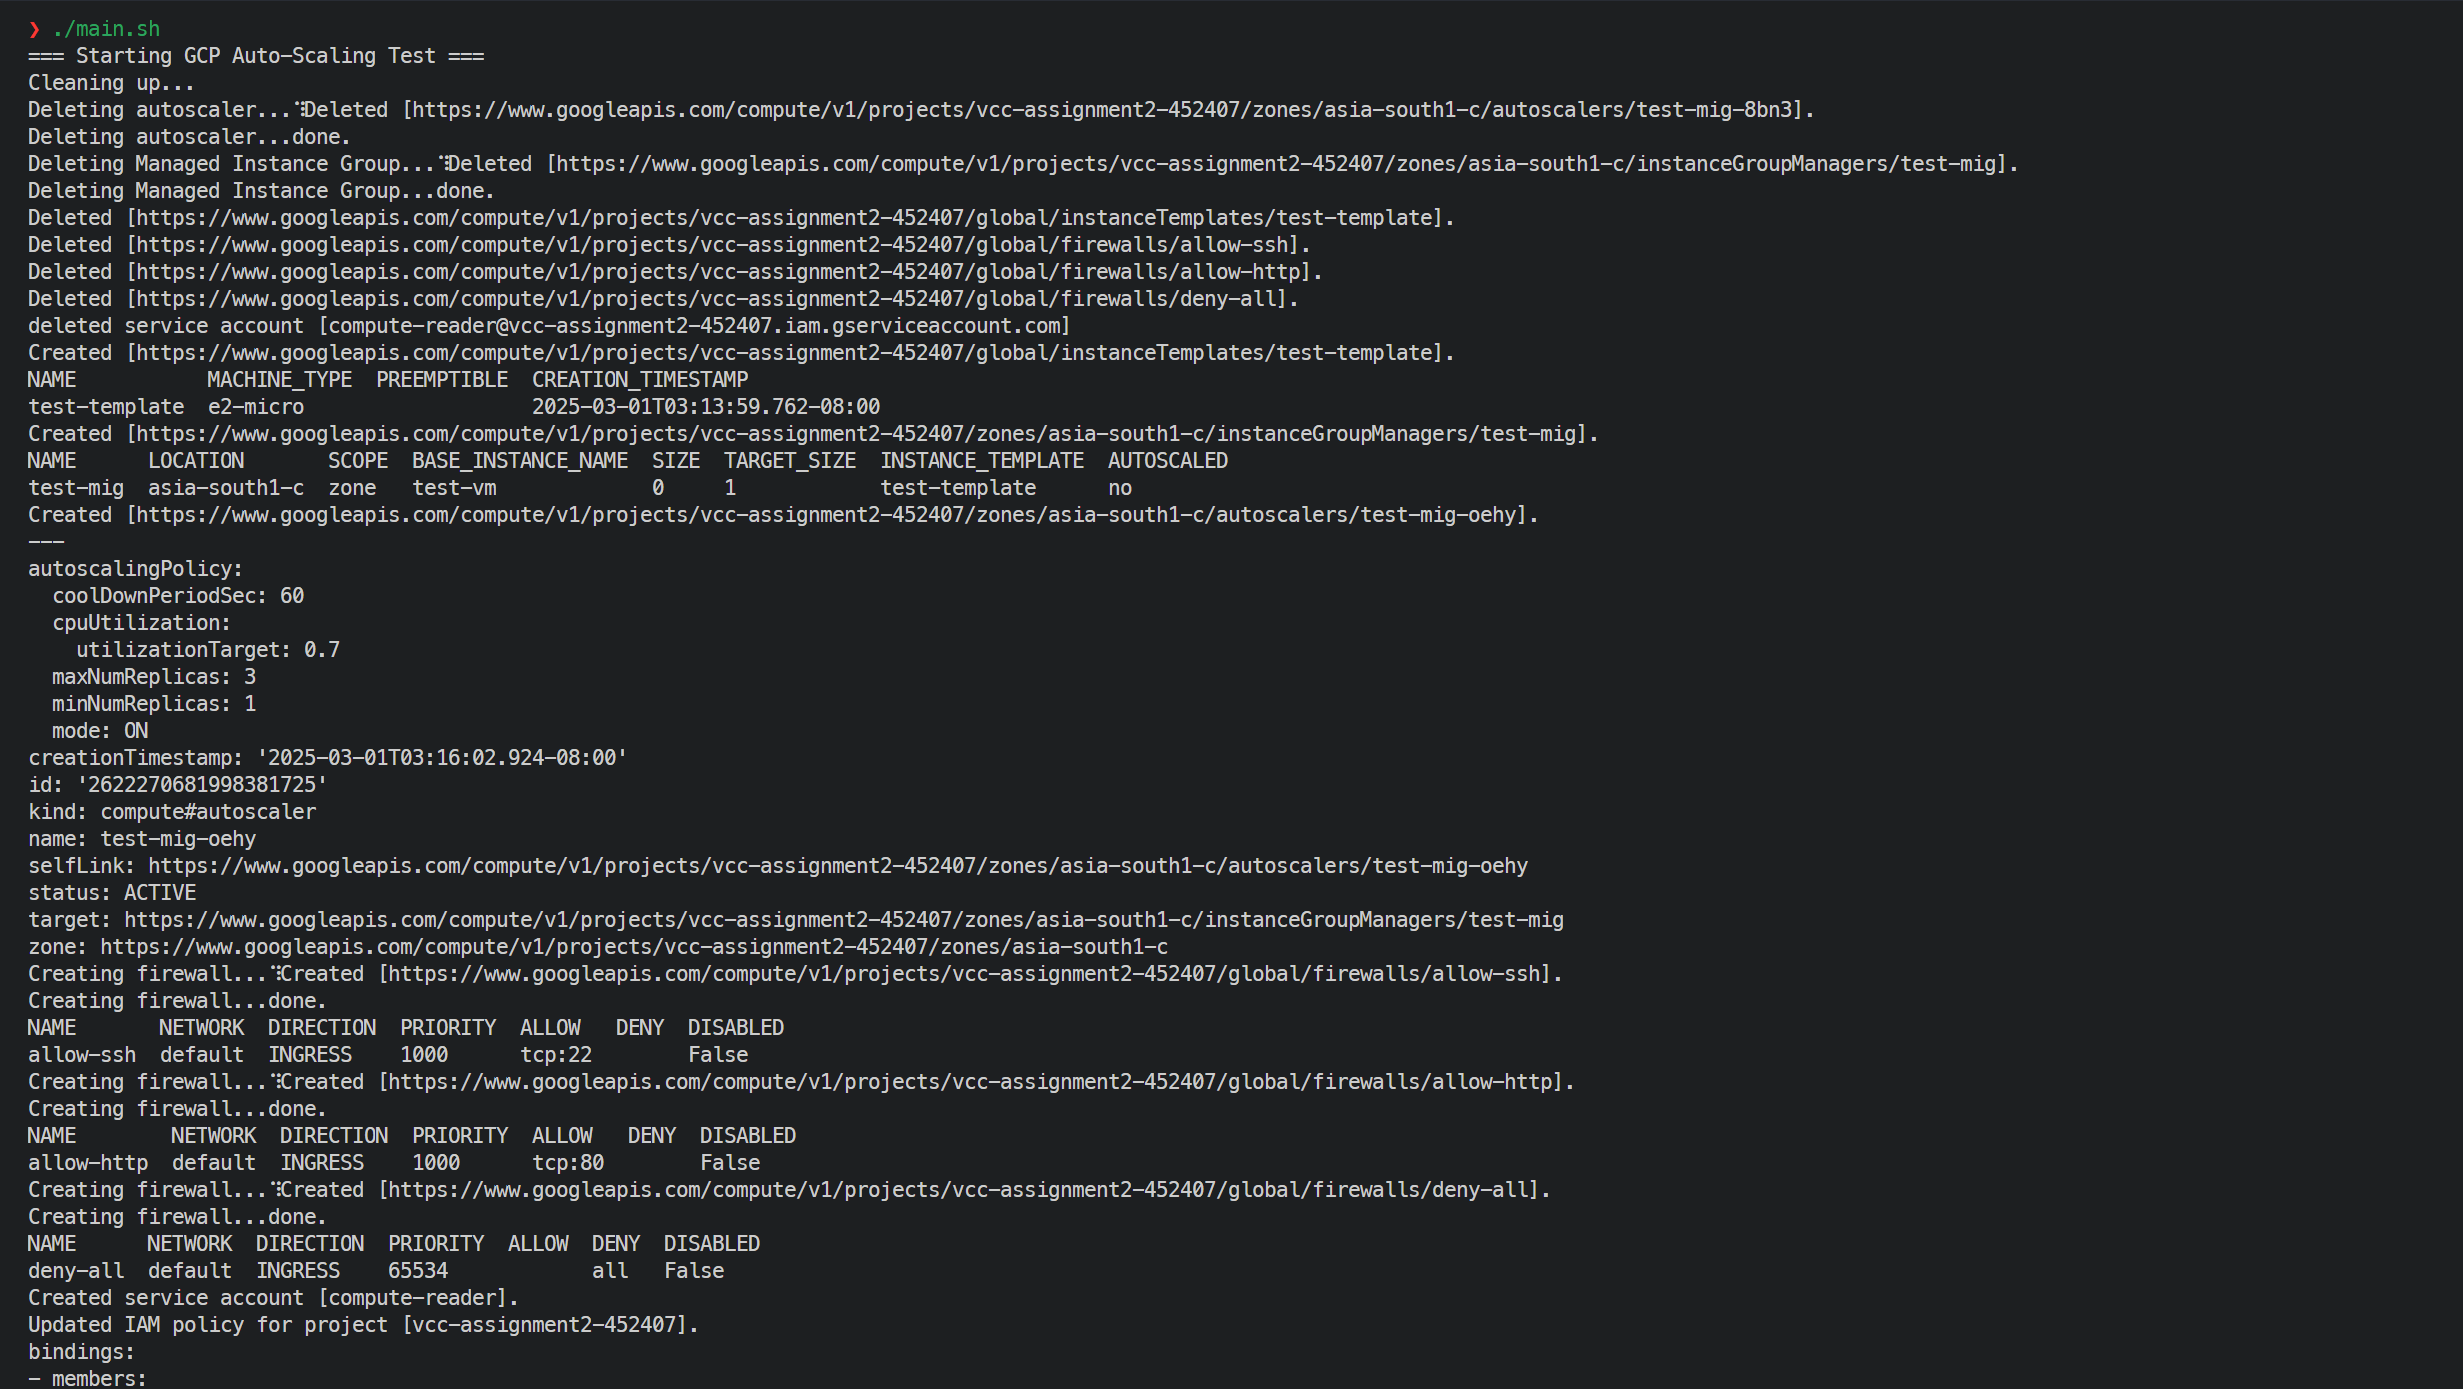 ❯ ./main.sh
=== Starting GCP Auto-Scaling Test ===
Cleaning up...
Deleting autoscaler...⠹Deleted [https://www.googleapis.com/compute/v1/projects/vcc-assignment2-452407/zones/asia-south1-c/autoscalers/test-mig-8bn3].
Deleting autoscaler...done.
Deleting Managed Instance Group...⠹Deleted [https://www.googleapis.com/compute/v1/projects/vcc-assignment2-452407/zones/asia-south1-c/instanceGroupManagers/test-mig].
Deleting Managed Instance Group...done.
Deleted [https://www.googleapis.com/compute/v1/projects/vcc-assignment2-452407/global/instanceTemplates/test-template].
Deleted [https://www.googleapis.com/compute/v1/projects/vcc-assignment2-452407/global/firewalls/allow-ssh].
Deleted [https://www.googleapis.com/compute/v1/projects/vcc-assignment2-452407/global/firewalls/allow-http].
Deleted [https://www.googleapis.com/compute/v1/projects/vcc-assignment2-452407/global/firewalls/deny-all].
deleted service account [compute-reader@vcc-assignment2-452407.iam.gserviceaccount.com]
Created [https://www.googleapis.com/compute/v1/projects/vcc-assignment2-452407/global/instanceTemplates/test-template].
NAME           MACHINE_TYPE  PREEMPTIBLE  CREATION_TIMESTAMP
test-template  e2-micro                   2025-03-01T03:13:59.762-08:00
Created [https://www.googleapis.com/compute/v1/projects/vcc-assignment2-452407/zones/asia-south1-c/instanceGroupManagers/test-mig].
NAME      LOCATION       SCOPE  BASE_INSTANCE_NAME  SIZE  TARGET_SIZE  INSTANCE_TEMPLATE  AUTOSCALED
test-mig  asia-south1-c  zone   test-vm             0     1            test-template      no
Created [https://www.googleapis.com/compute/v1/projects/vcc-assignment2-452407/zones/asia-south1-c/autoscalers/test-mig-oehy].
---
autoscalingPolicy:
  coolDownPeriodSec: 60
  cpuUtilization:
    utilizationTarget: 0.7
  maxNumReplicas: 3
  minNumReplicas: 1
  mode: ON
creationTimestamp: '2025-03-01T03:16:02.924-08:00'
id: '2622270681998381725'
kind: compute#autoscaler
name: test-mig-oehy
selfLink: https://www.googleapis.com/compute/v1/projects/vcc-assignment2-452407/zones/asia-south1-c/autoscalers/test-mig-oehy
status: ACTIVE
target: https://www.googleapis.com/compute/v1/projects/vcc-assignment2-452407/zones/asia-south1-c/instanceGroupManagers/test-mig
zone: https://www.googleapis.com/compute/v1/projects/vcc-assignment2-452407/zones/asia-south1-c
Creating firewall...⠹Created [https://www.googleapis.com/compute/v1/projects/vcc-assignment2-452407/global/firewalls/allow-ssh].
Creating firewall...done.
NAME       NETWORK  DIRECTION  PRIORITY  ALLOW   DENY  DISABLED
allow-ssh  default  INGRESS    1000      tcp:22        False
Creating firewall...⠹Created [https://www.googleapis.com/compute/v1/projects/vcc-assignment2-452407/global/firewalls/allow-http].
Creating firewall...done.
NAME        NETWORK  DIRECTION  PRIORITY  ALLOW   DENY  DISABLED
allow-http  default  INGRESS    1000      tcp:80        False
Creating firewall...⠹Created [https://www.googleapis.com/compute/v1/projects/vcc-assignment2-452407/global/firewalls/deny-all].
Creating firewall...done.
NAME      NETWORK  DIRECTION  PRIORITY  ALLOW  DENY  DISABLED
deny-all  default  INGRESS    65534            all   False
Created service account [compute-reader].
Updated IAM policy for project [vcc-assignment2-452407].
bindings:
- members: